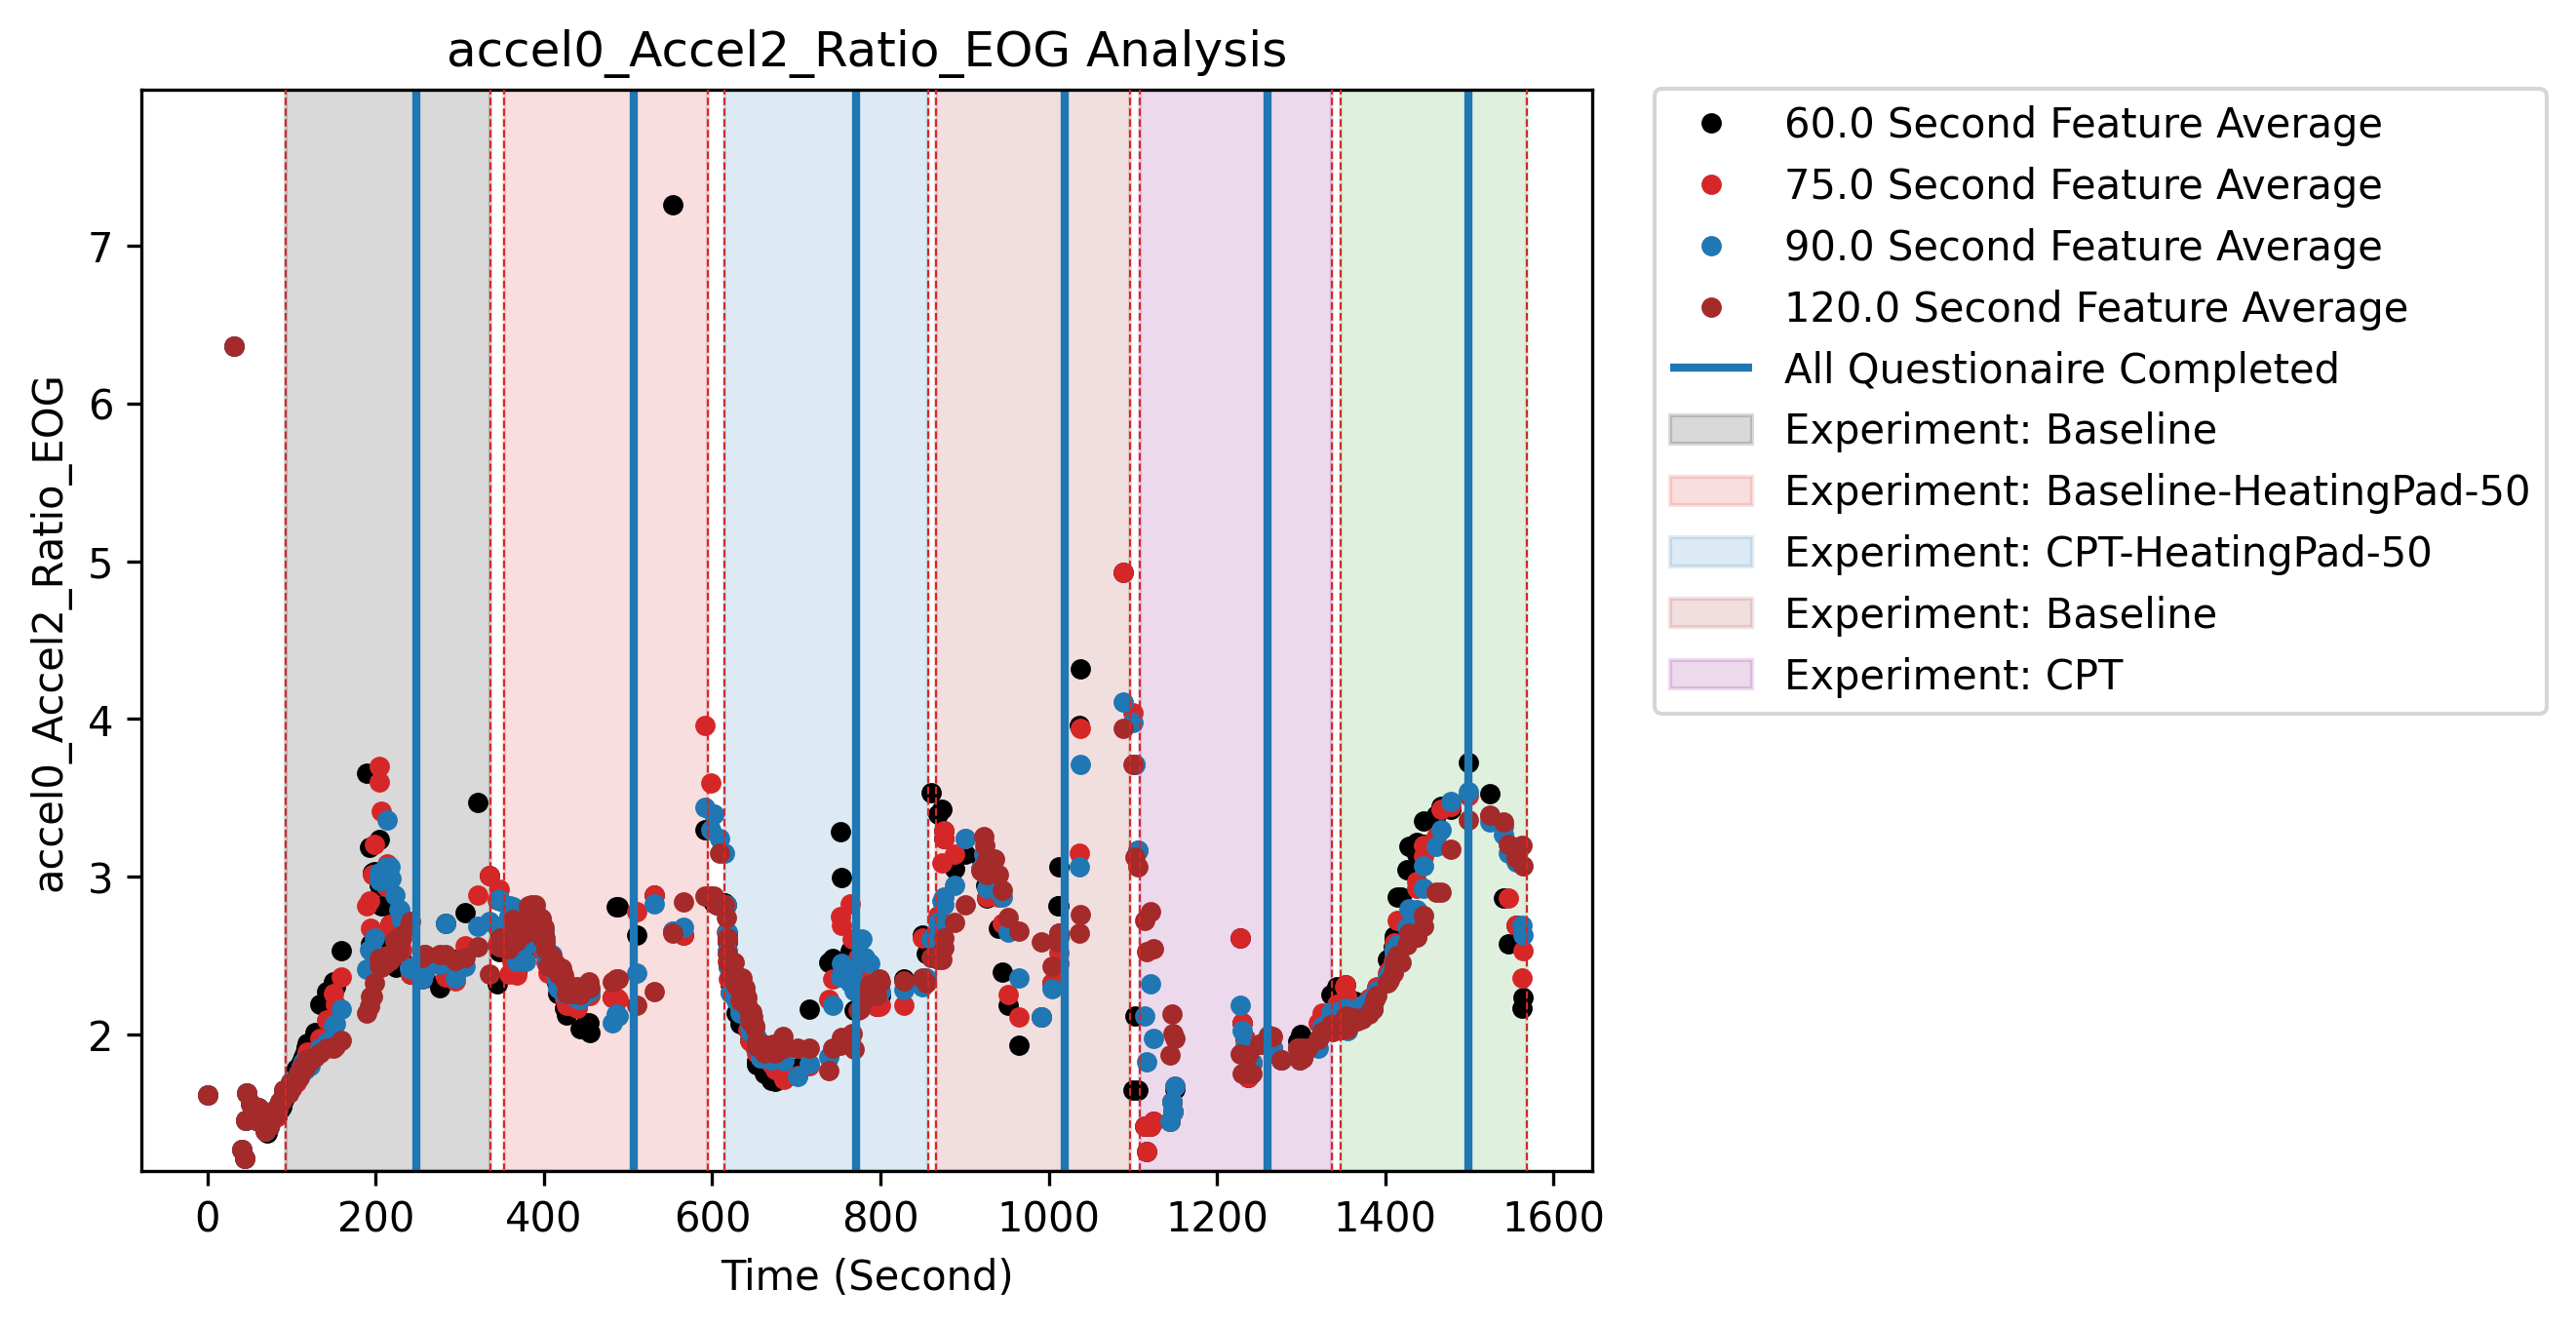 accel0_Accel2_Ratio_EOG Analysis
accel0_Accel2_Ratio_EOG
7
6
5
4
3
2
0 200 400 600 800 1000 1200 1400 1600
Time (Second)
60.0 Second Feature Average
75.0 Second Feature Average
90.0 Second Feature Average
120.0 Second Feature Average
All Questionaire Completed
Experiment: Baseline
Experiment: Baseline-HeatingPad-50
Experiment: CPT-HeatingPad-50
Experiment: Baseline
Experiment: CPT